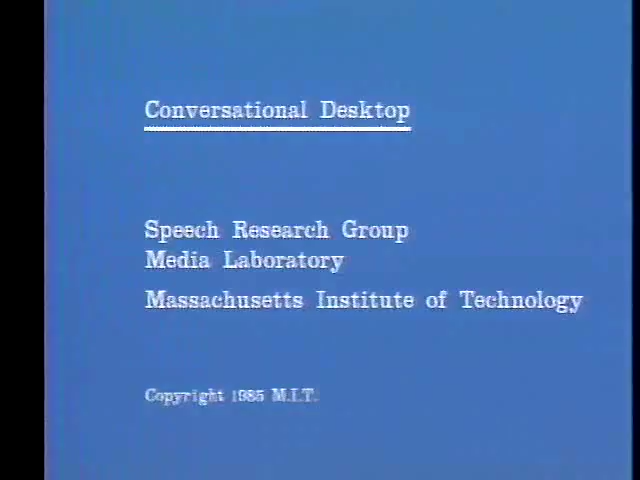 Conversational Desktop
Speech Research Group
Media Laboratory
Massachusetts Institute of Technology
Copyright 1985 M.I.T.